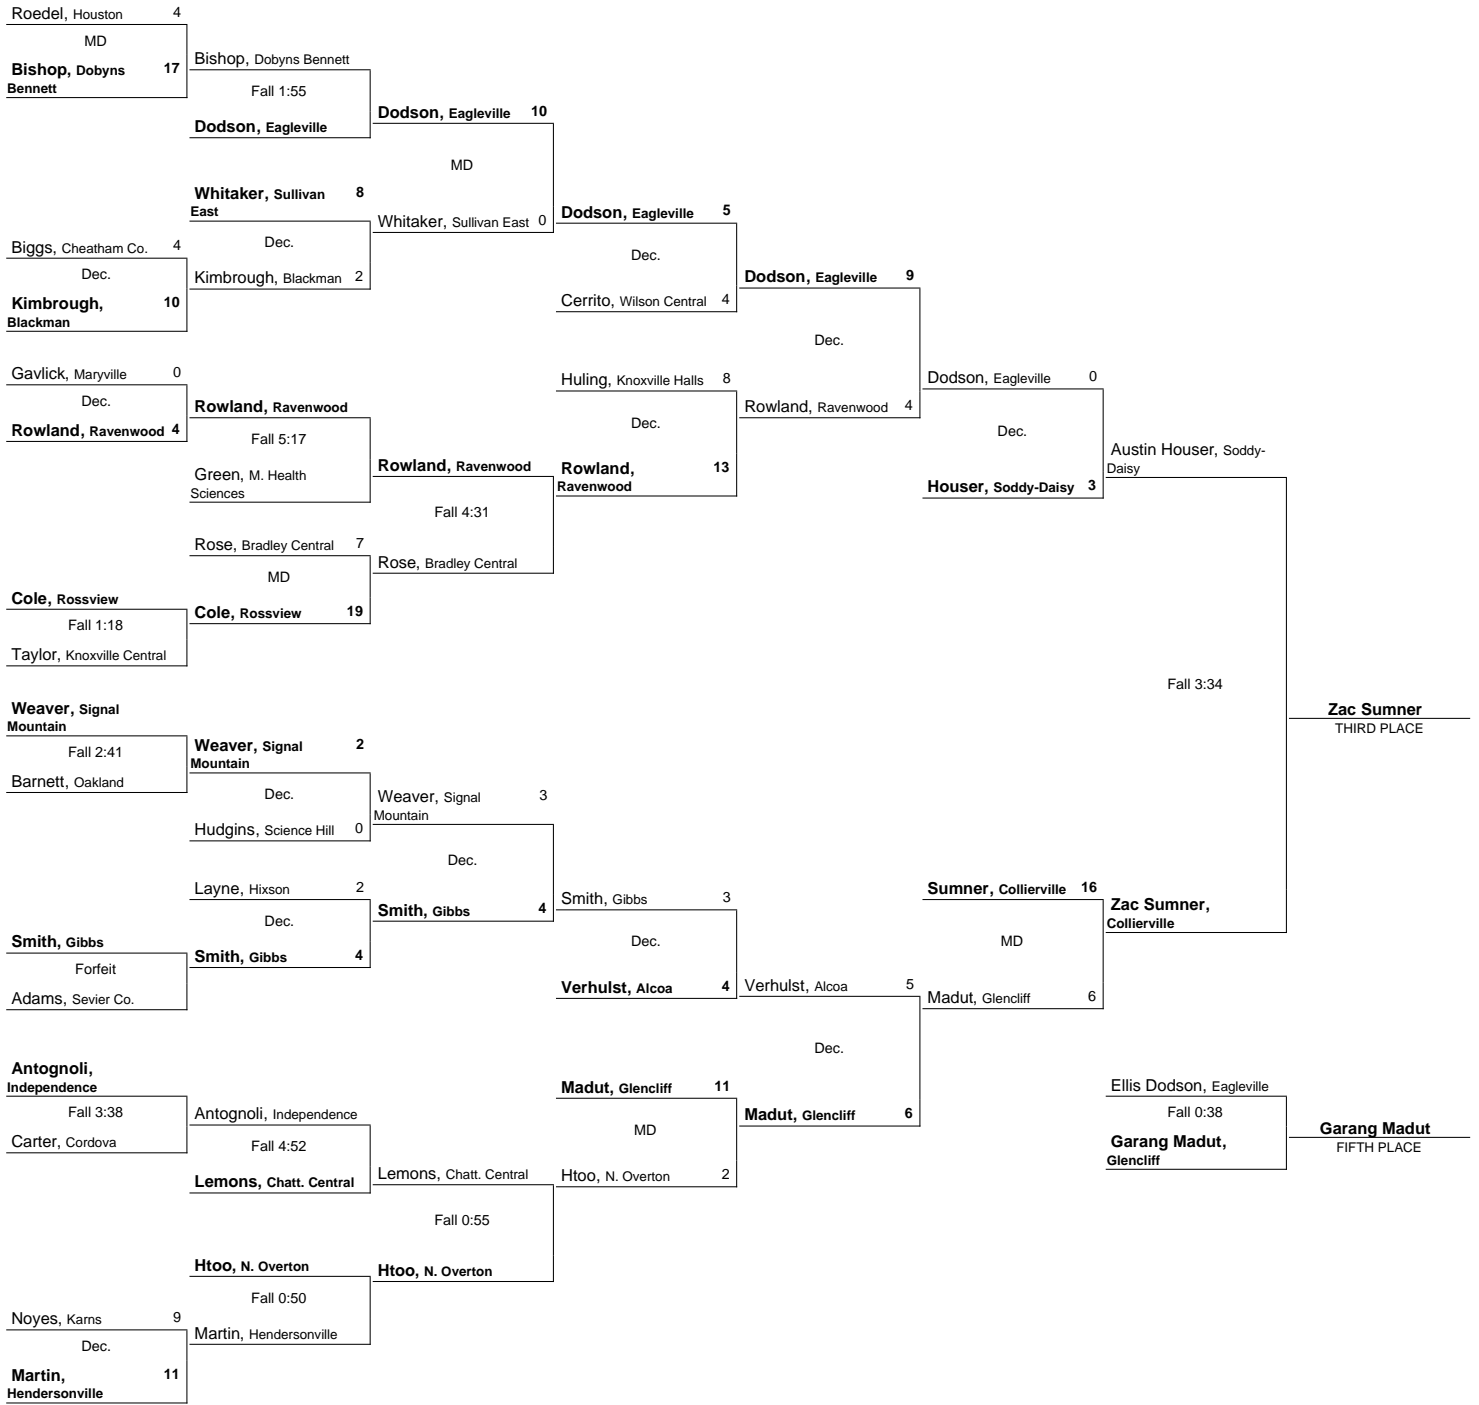 Roedel, Houston 4
MD
Bishop, Dobyns 17
Bennett
Bishop, Dobyns Bennett
Fall 1:55
Dodson, Eagleville
Dodson, Eagleville 10
MD
Whitaker, Sullivan 8
East
Whitaker, Sullivan East 0
Dec.
Biggs, Cheatham Co. 4
Dec.
Kimbrough, 10
Blackman
Kimbrough, Blackman 2
Dodson, Eagleville 5
Dec.
Cerrito, Wilson Central 4
Dodson, Eagleville 9
Dec.
Gavlick, Maryville 0
Dec.
Rowland, Ravenwood 4
Rowland, Ravenwood
Fall 5:17
Green, M. Health
Sciences
Rowland, Ravenwood
Fall 4:31
Rose, Bradley Central 7
MD
Cole, Rossview 19
Rose, Bradley Central
Cole, Rossview
Fall 1:18
Taylor, Knoxville Central
Huling, Knoxville Halls 8
Dec.
Rowland, 13
Ravenwood
Rowland, Ravenwood 4
Dodson, Eagleville 0
Dec.
Houser, Soddy-Daisy 3
Austin Houser, Soddy-
Daisy
Fall 3:34
Zac Sumner
THIRD PLACE
Weaver, Signal
Mountain
Fall 2:41
Barnett, Oakland
Weaver, Signal 2
Mountain
Dec.
Hudgins, Science Hill 0
Weaver, Signal 3
Mountain
Dec.
Layne, Hixson 2
Dec.
Smith, Gibbs 4
Smith, Gibbs 4
Smith, Gibbs
Forfeit
Adams, Sevier Co.
Smith, Gibbs 3
Dec.
Verhulst, Alcoa 4
Verhulst, Alcoa 5
Dec.
Sumner, Collierville 16
MD
Madut, Glencliff 6
Zac Sumner,
Collierville
Antognoli,
Independence
Fall 3:38
Carter, Cordova
Antognoli, Independence
Fall 4:52
Lemons, Chatt. Central
Lemons, Chatt. Central
Fall 0:55
Htoo, N. Overton
Htoo, N. Overton
Fall 0:50
Martin, Hendersonville
Noyes, Karns 9
Dec.
Martin, 11
Hendersonville
Madut, Glencliff 11
MD
Htoo, N. Overton 2
Madut, Glencliff 6
Ellis Dodson, Eagleville
Fall 0:38
Garang Madut,
Glencliff
Garang Madut
FIFTH PLACE